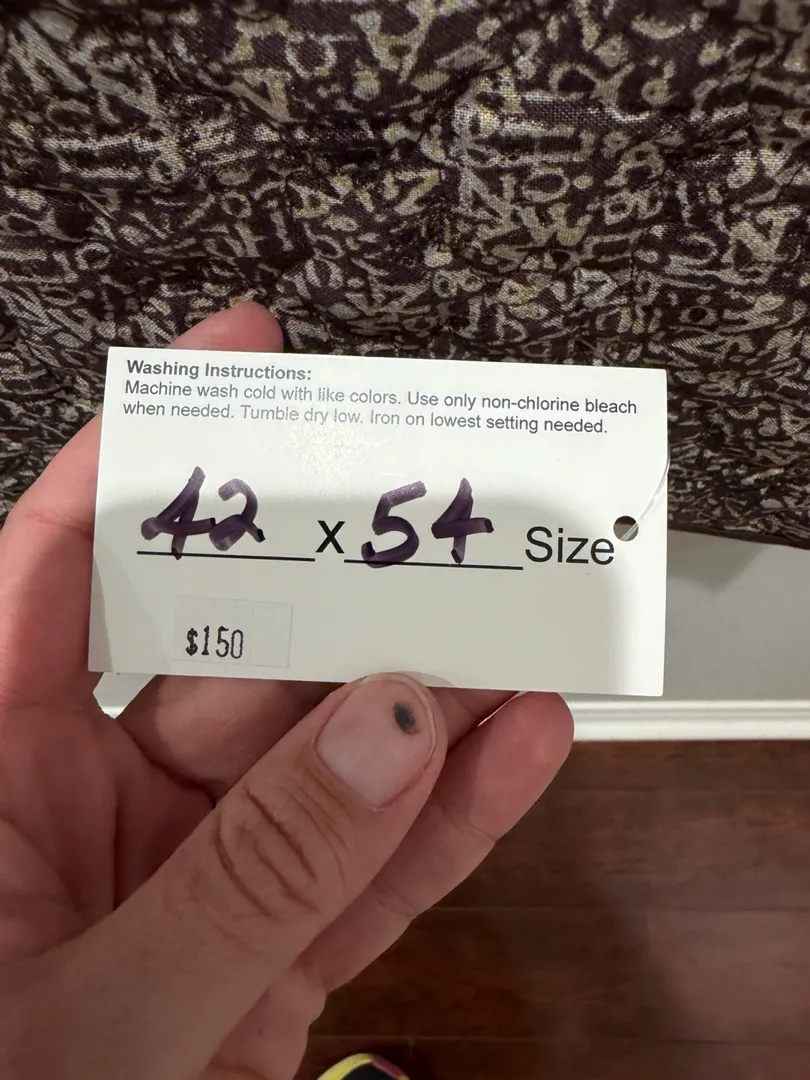 Washing Instructions:
Machine wash cold with like colors. Use only non-chlorine bleach
when needed. Tumble dry low. Iron on lowest setting needed.
42 x 54 Size
$150